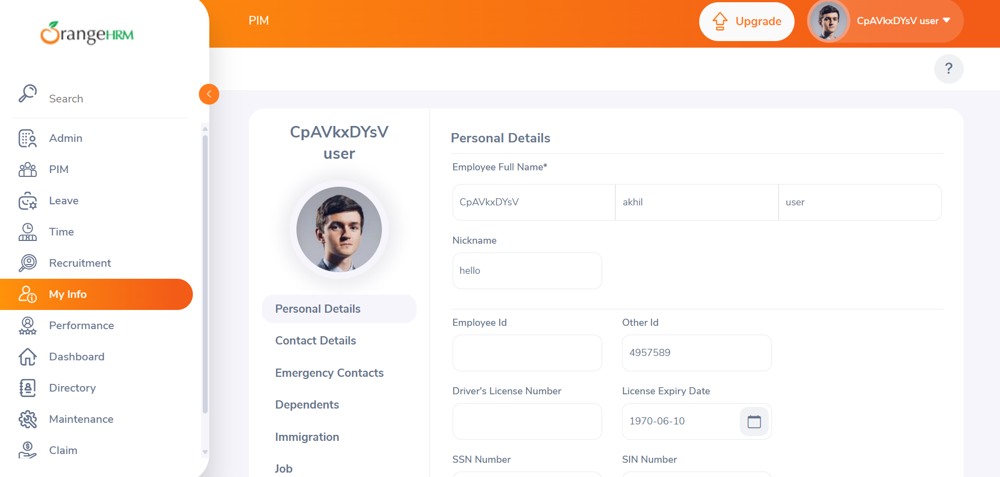 OrangeHRM
PIM
Upgrade
CpAVkxDYsV user
?
Search
Admin
PIM
Leave
Time
Recruitment
My Info
Performance
Dashboard
Directory
Maintenance
Claim
CpAVkxDYsV
user
Personal Details
Contact Details
Emergency Contacts
Dependents
Immigration
Job
Personal Details
Employee Full Name*
CpAVkxDYsV akhil user
Nickname
hello
Employee Id Other Id
4957589
Driver's License Number License Expiry Date
1970-06-10
SSN Number SIN Number